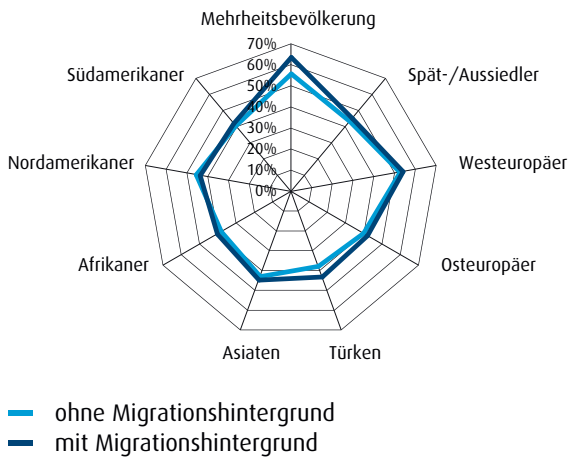 Mehrheitsbevölkerung
70%
60%
50%
40%
30%
20%
10%
0%
Spät-/Aussiedler
Westeuropäer
Osteuropäer
Türken
Asiaten
Afrikaner
Nordamerikaner
Südamerikaner
ohne Migrationshintergrund
mit Migrationshintergrund